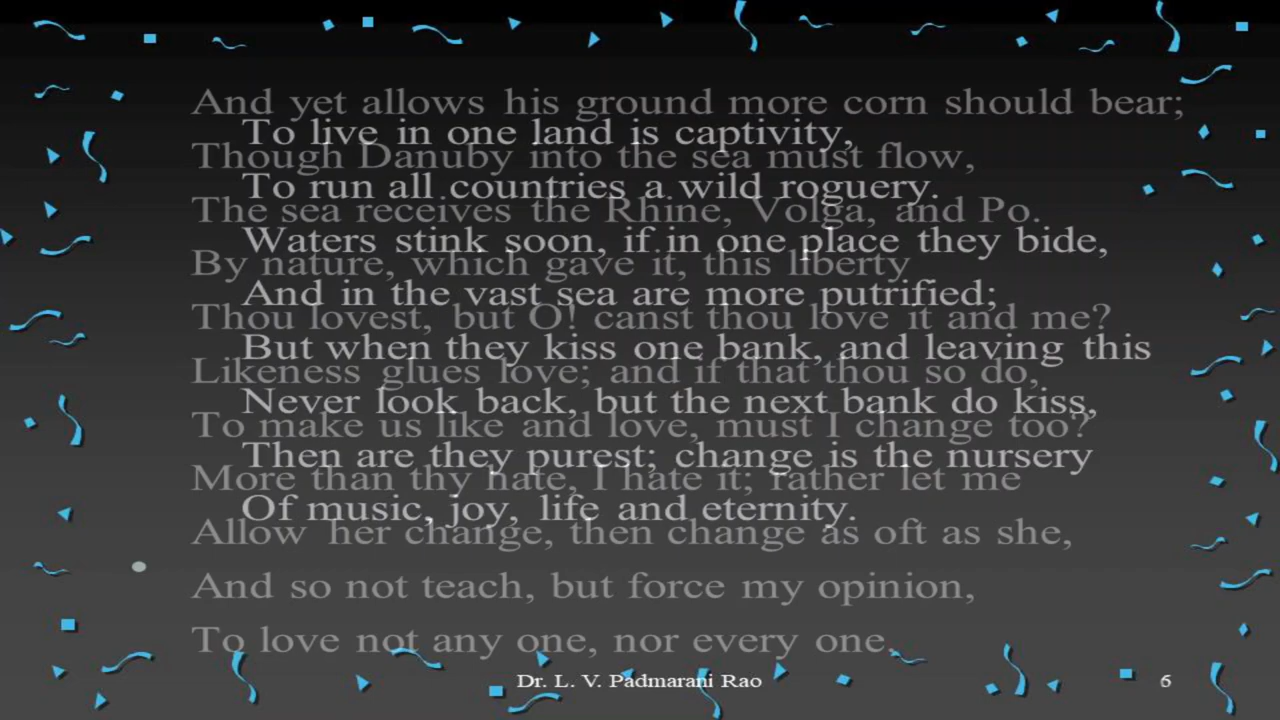 And yet allows his ground more corn should bear;
Though Danuby into the sea must flow,
The sea receives the Rhine, Volga, and Po.
By nature, which gave it, this liberty
Thou lovest, but O! canst thou love it and me?
Likeness glues love; and if that thou so do,
To make us like and love, must I change too?
More than thy hate, I hate it; rather let me
Allow her change, then change as oft as she,
And so not teach, but force my opinion,
To love not any one, nor every one.
To live in one land is captivity,
To run all countries a wild roguery.
Waters stink soon, if in one place they bide,
And in the vast sea are more putrified;
But when they kiss one bank, and leaving this
Never look back, but the next bank do kiss,
Then are they purest; change is the nursery
Of music, joy, life and eternity.
Dr. L. V. Padmarani Rao
6